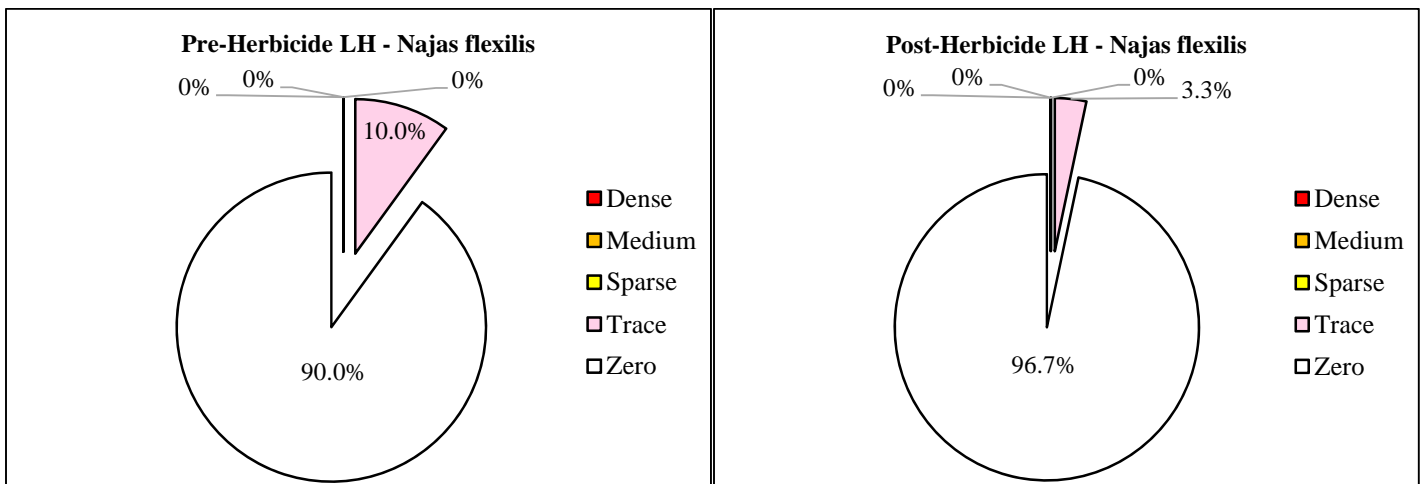 Pre-Herbicide LH - Najas flexilis
0%
0%
0%
10.0%
90.0%
Dense
Medium
Sparse
Trace
Zero
Post-Herbicide LH - Najas flexilis
0%
0%
0%
3.3%
96.7%
Dense
Medium
Sparse
Trace
Zero